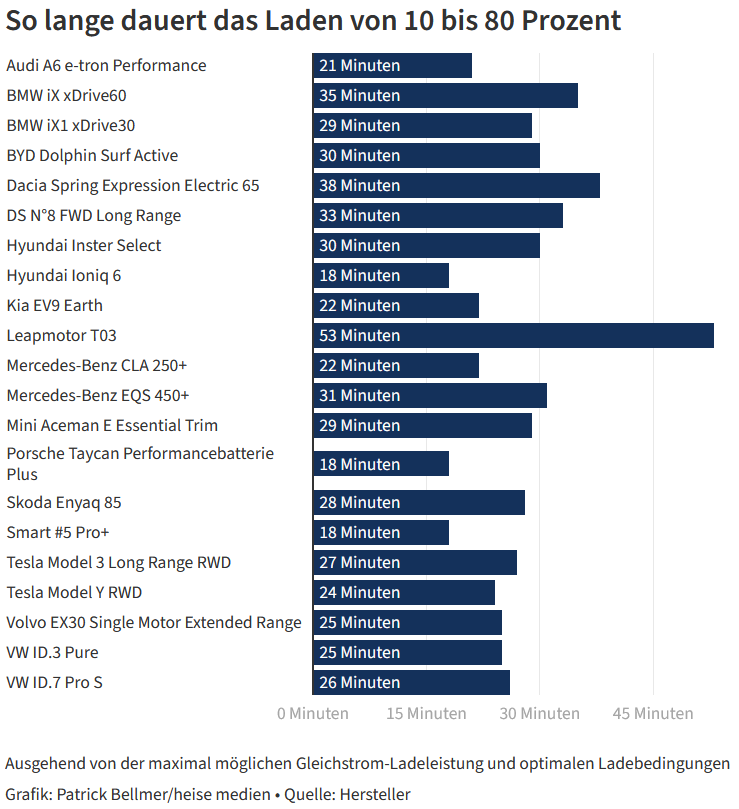 So lange dauert das Laden von 10 bis 80 Prozent
Audi A6 e-tron Performance 21 Minuten
BMW iX xDrive60 35 Minuten
BMW iX1 xDrive30 29 Minuten
BYD Dolphin Surf Active 30 Minuten
Dacia Spring Expression Electric 65 38 Minuten
DS N°8 FWD Long Range 33 Minuten
Hyundai Inster Select 30 Minuten
Hyundai Ioniq 6 18 Minuten
Kia EV9 Earth 22 Minuten
Leapmotor T03 53 Minuten
Mercedes-Benz CLA 250+ 22 Minuten
Mercedes-Benz EQS 450+ 31 Minuten
Mini Aceman E Essential Trim 29 Minuten
Porsche Taycan Performancebatterie
Plus 18 Minuten
Skoda Enyaq 85 28 Minuten
Smart #5 Pro+ 18 Minuten
Tesla Model 3 Long Range RWD 27 Minuten
Tesla Model Y RWD 24 Minuten
Volvo EX30 Single Motor Extended Range 25 Minuten
VW ID.3 Pure 25 Minuten
VW ID.7 Pro S 26 Minuten
0 Minuten 15 Minuten 30 Minuten 45 Minuten
Ausgehend von der maximal möglichen Gleichstrom-Ladeleistung und optimalen Ladebedingungen
Grafik: Patrick Bellmer/heise medien • Quelle: Hersteller